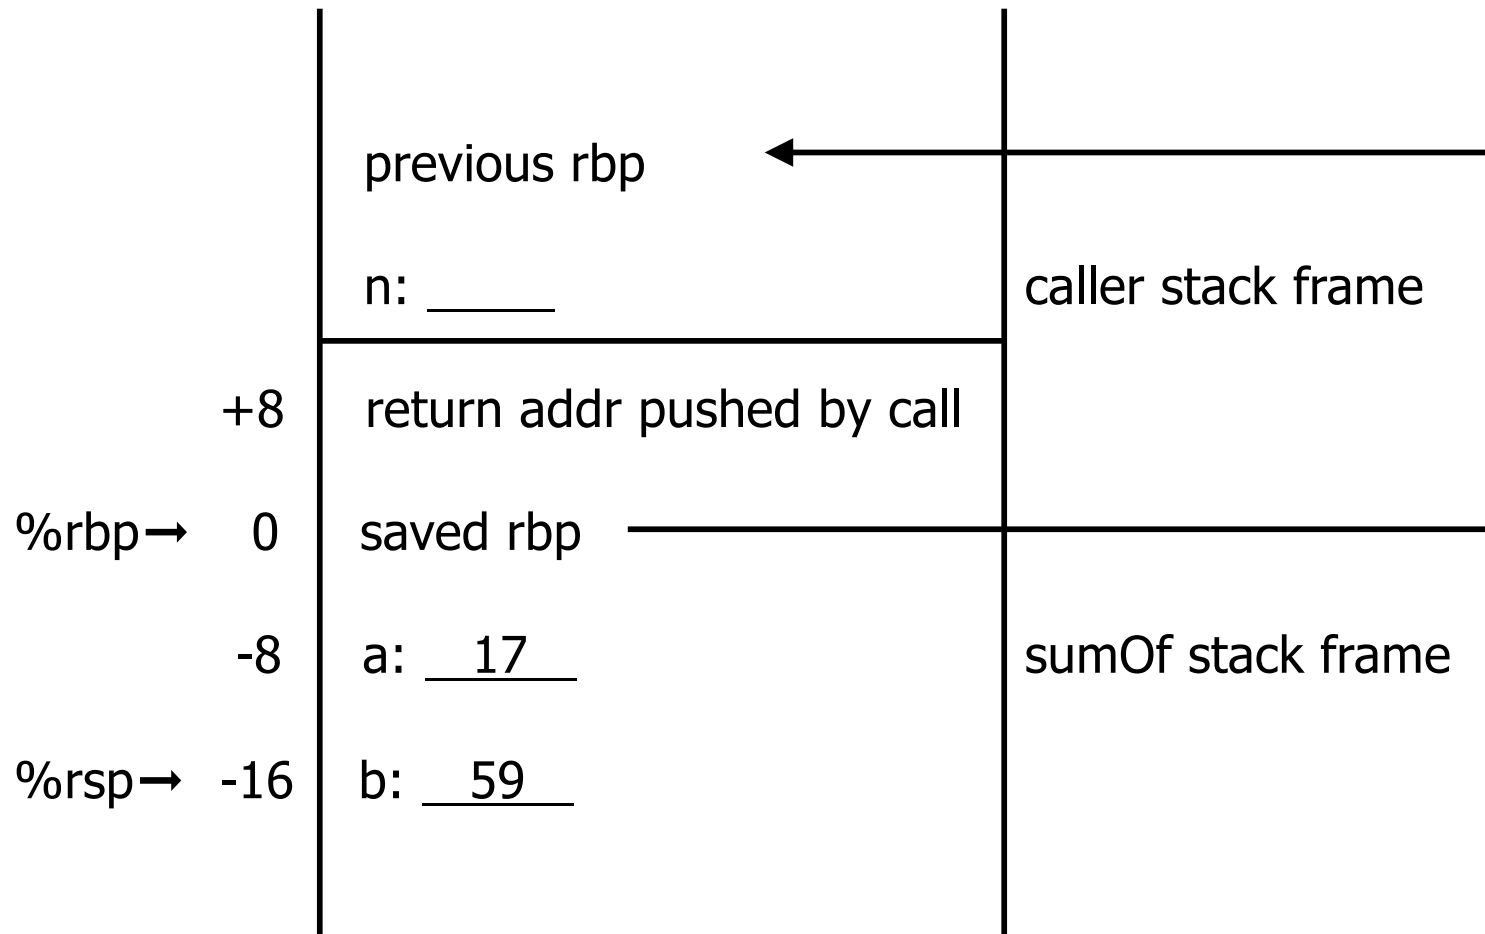 previous rbp
n: caller stack frame
+8 return addr pushed by call
%rbp→ 0 saved rbp
-8 a: 17 sumOf stack frame
%rsp→ -16 b: 59